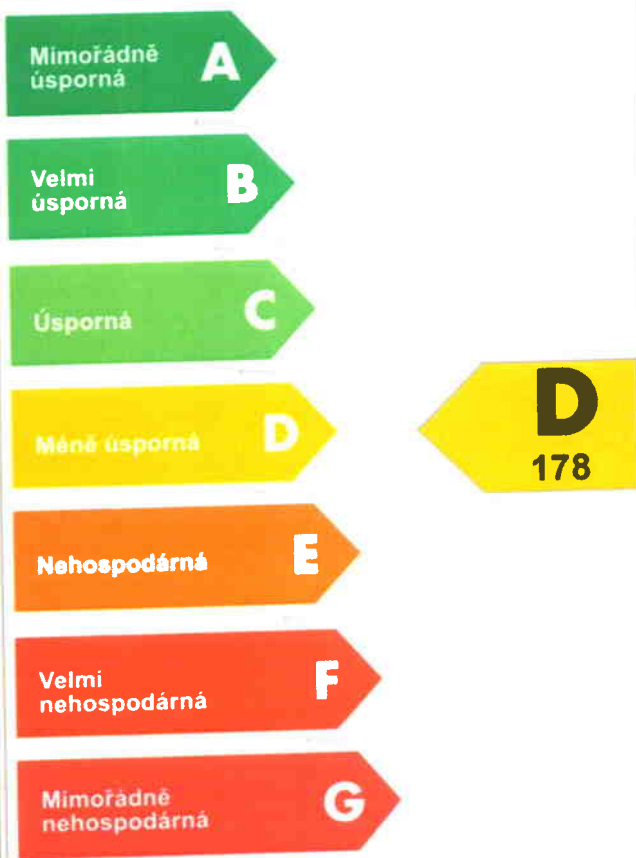 Mimořádně
úsporná
A
Velmi
úsporná
B
Úsporná
C
Méně úsporná
D
D
178
Nehospodárná
E
Velmi
nehospodárná
F
Mimořádně
nehospodárná
G